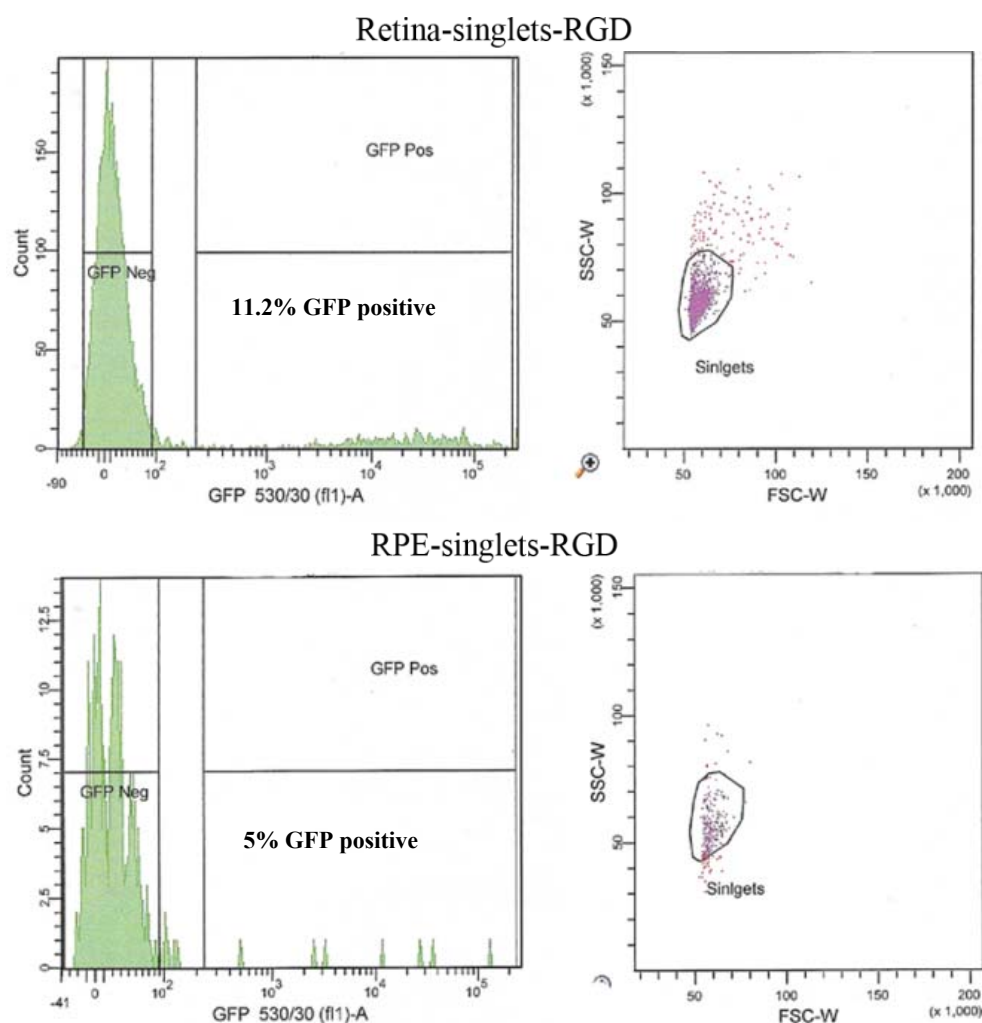 Retina-singlets-RGD
Count
150
100
50
0
GFP Pos
GFP Neg
11.2% GFP positive
-90
0
10²
10³
10⁴
10⁵
GFP 530/30 (fl1)-A
(x 1,000)
SSC-W
150
100
50
Sinlgets
50
100
150
200
FSC-W
(x 1,000)
RPE-singlets-RGD
Count
12.5
10.0
7.5
5
2.5
0
GFP Pos
GFP Neg
5% GFP positive
-41
0
10²
10³
10⁴
10⁵
GFP 530/30 (fl1)-A
(x 1,000)
SSC-W
150
100
50
Sinlgets
50
100
150
200
FSC-W
(x 1,000)